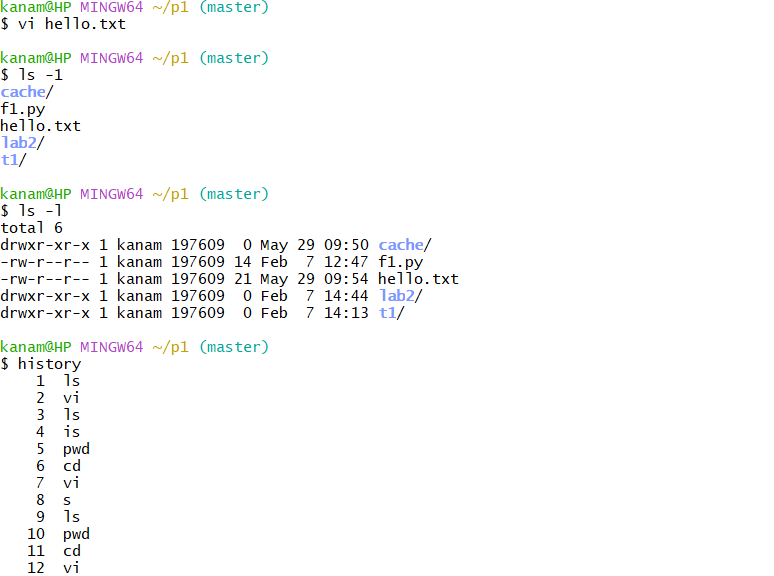 kanam@HP MINGW64 ~/p1 (master)
$ vi hello.txt
kanam@HP MINGW64 ~/p1 (master)
$ ls -1
cache/
f1.py
hello.txt
lab2/
t1/
kanam@HP MINGW64 ~/p1 (master)
$ ls -l
total 6
drwxr-xr-x 1 kanam 197609  0 May 29 09:50 cache/
-rw-r--r-- 1 kanam 197609 14 Feb  7 12:47 f1.py
-rw-r--r-- 1 kanam 197609 21 May 29 09:54 hello.txt
drwxr-xr-x 1 kanam 197609  0 Feb  7 14:44 lab2/
drwxr-xr-x 1 kanam 197609  0 Feb  7 14:13 t1/
kanam@HP MINGW64 ~/p1 (master)
$ history
    1  ls
    2  vi
    3  ls
    4  is
    5  pwd
    6  cd
    7  vi
    8  s
    9  ls
   10  pwd
   11  cd
   12  vi